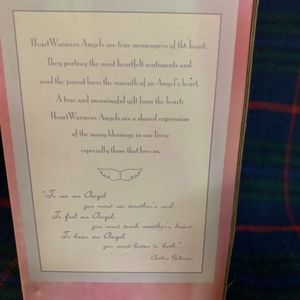 HeartWarmers Angels are true messengers of the heart.
They portray the most heartfelt sentiments and
send the purest love; the warmth of an Angel's heart.
A true and meaningful gift from the heart;
HeartWarmers Angels are a shared expression
of the many blessings in our lives:
especially those that love us.
"To see an Angel
you must see another's soul.
To feel an Angel
you must touch another's heart.
To hear an Angel
you must listen to both."